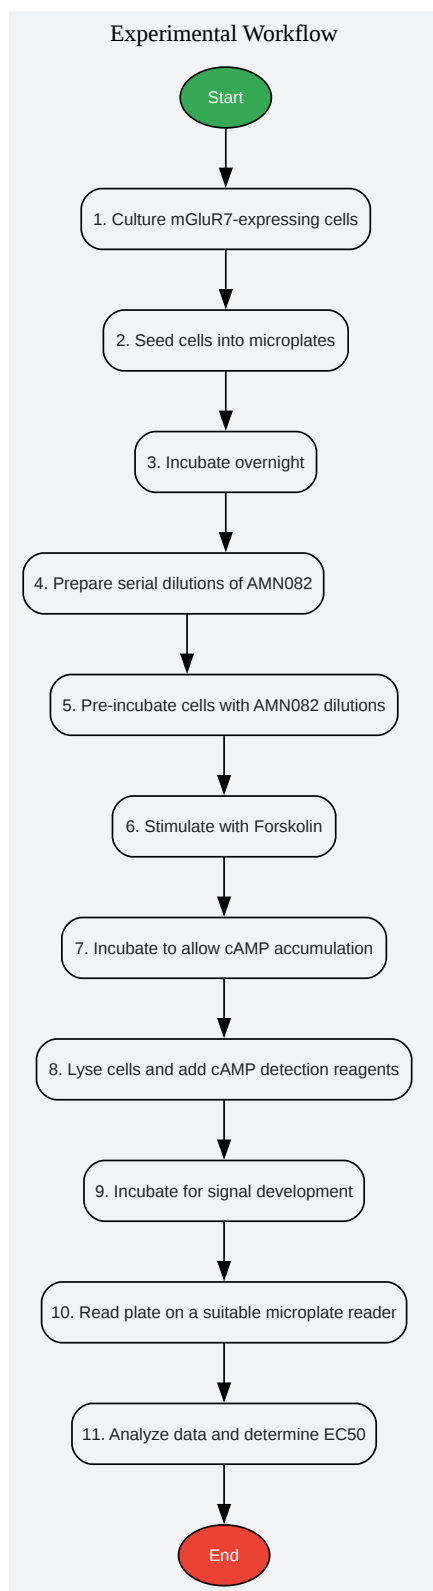 Experimental Workflow
Start
1. Culture mGluR7-expressing cells
2. Seed cells into microplates
3. Incubate overnight
4. Prepare serial dilutions of AMN082
5. Pre-incubate cells with AMN082 dilutions
6. Stimulate with Forskolin
7. Incubate to allow cAMP accumulation
8. Lyse cells and add cAMP detection reagents
9. Incubate for signal development
10. Read plate on a suitable microplate reader
11. Analyze data and determine EC50
End